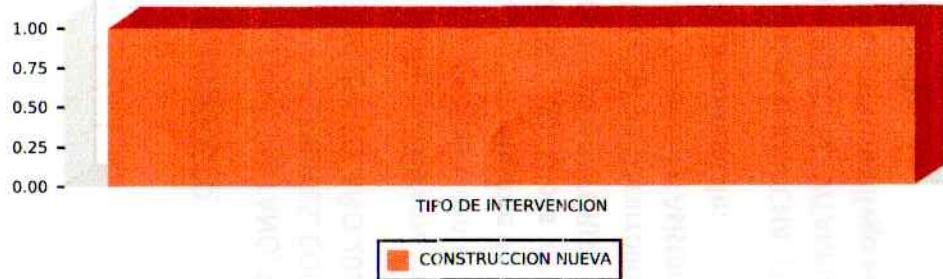 1.00
0.75
0.50
0.25
0.00
TIPO DE INTERVENCION
CONSTRUCCION NUEVA